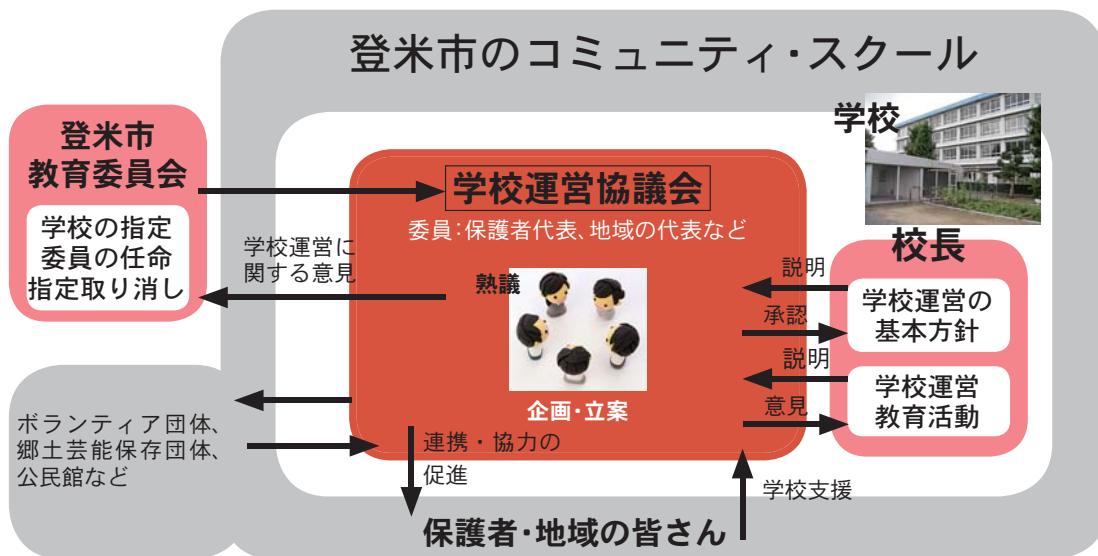 登米市のコミュニティ・スクール
登米市
教育委員会
学校の指定
委員の任命
指定取り消し
学校運営に
関する意見
学校運営協議会
委員：保護者代表、地域の代表など
熟議
企画・立案
学校
校長
説明
学校運営の
基本方針
承認
説明
学校運営
教育活動
意見
ボランティア団体、
郷土芸能保存団体、
公民館など
連携・協力の
促進
学校支援
保護者・地域の皆さん